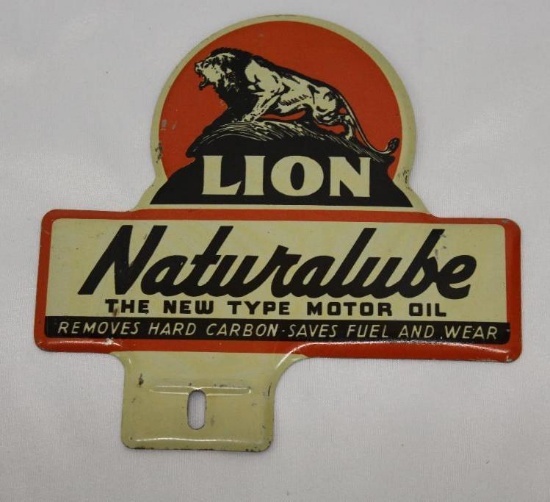 LION
Naturalube
THE NEW TYPE MOTOR OIL
REMOVES HARD CARBON-SAVES FUEL AND WEAR